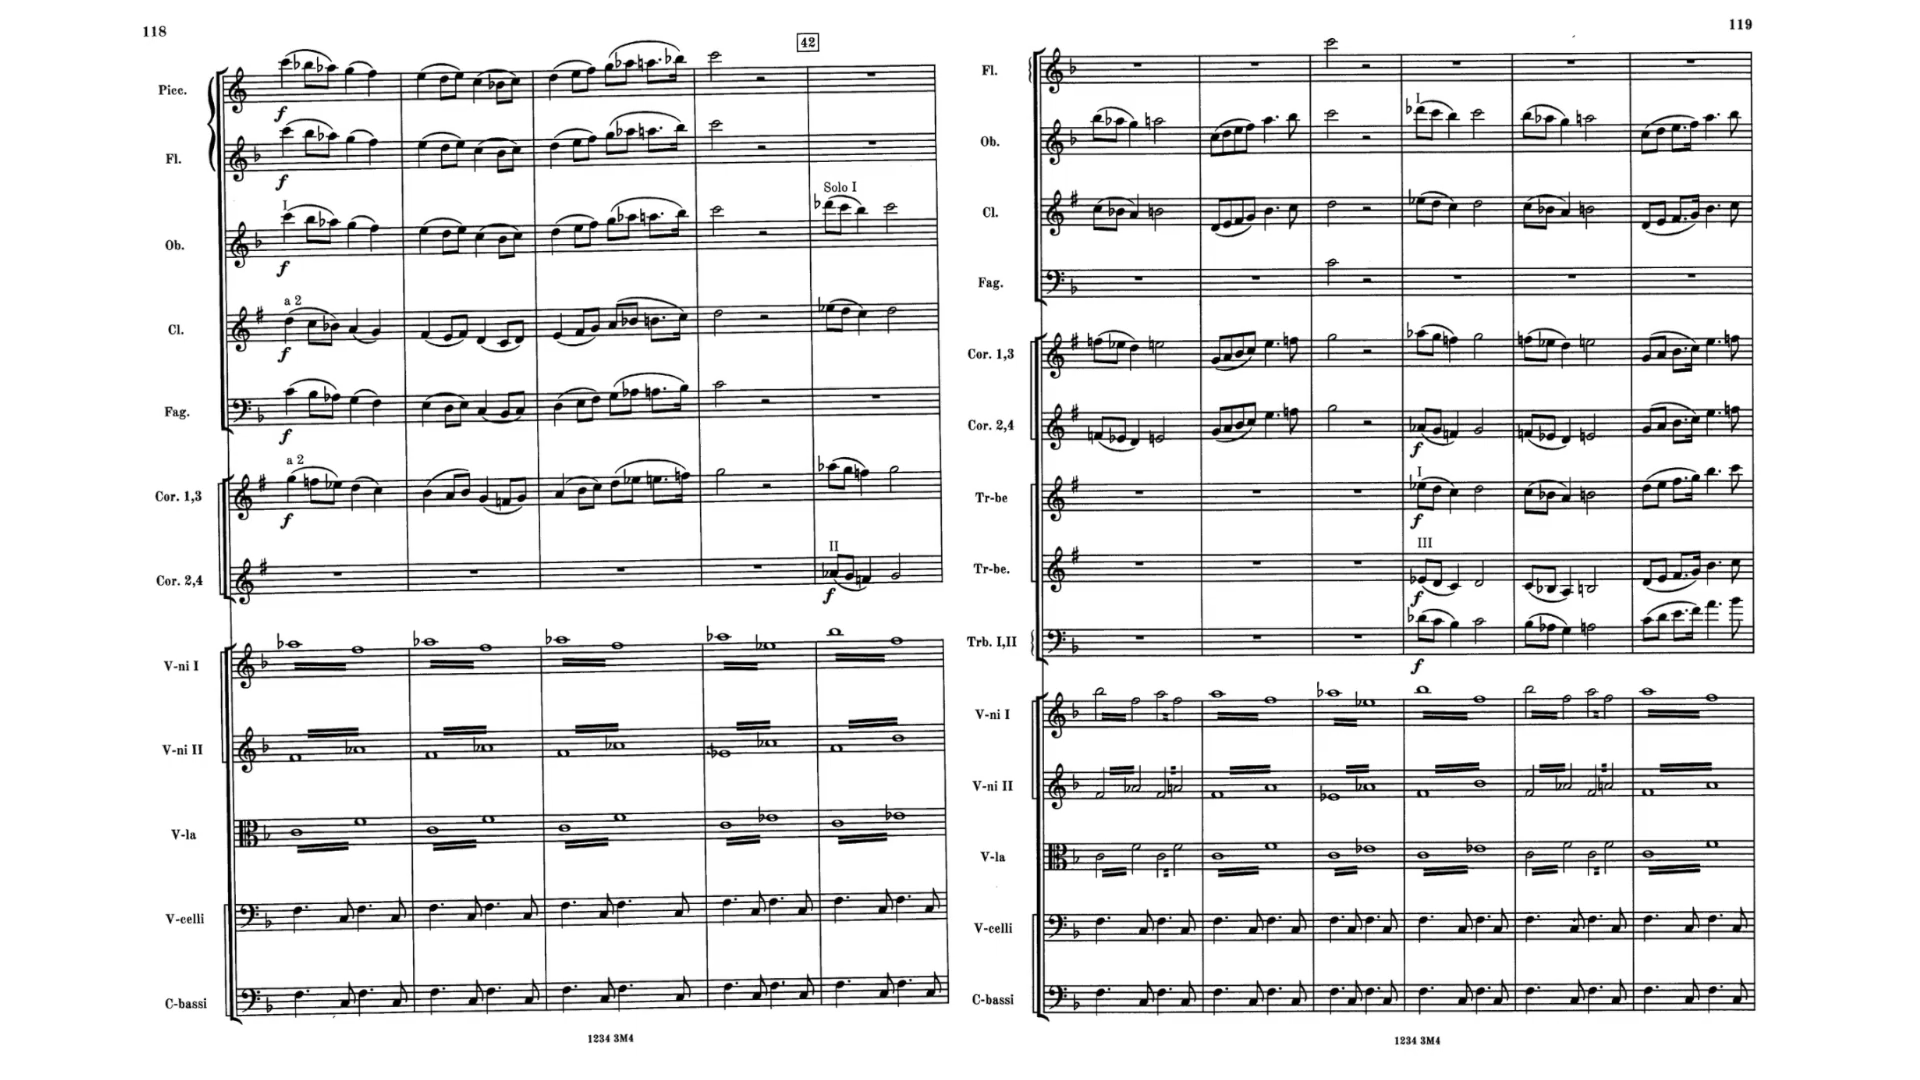 118
42
Picc.
f
Fl.
f
Solo I
I
Ob.
f
a 2
Cl.
f
Fag.
f
a 2
Cor. 1,3
f
II
Cor. 2,4
f
V-ni I
V-ni II
V-la
V-celli
C-bassi
1234 3M4
119
Fl.
I
Ob.
Cl.
Fag.
Cor. 1,3
Cor. 2,4
f
I
Tr-be
f
III
Tr-be.
f
Trb. I,II
f
V-ni I
V-ni II
V-la
V-celli
C-bassi
1234 3M4